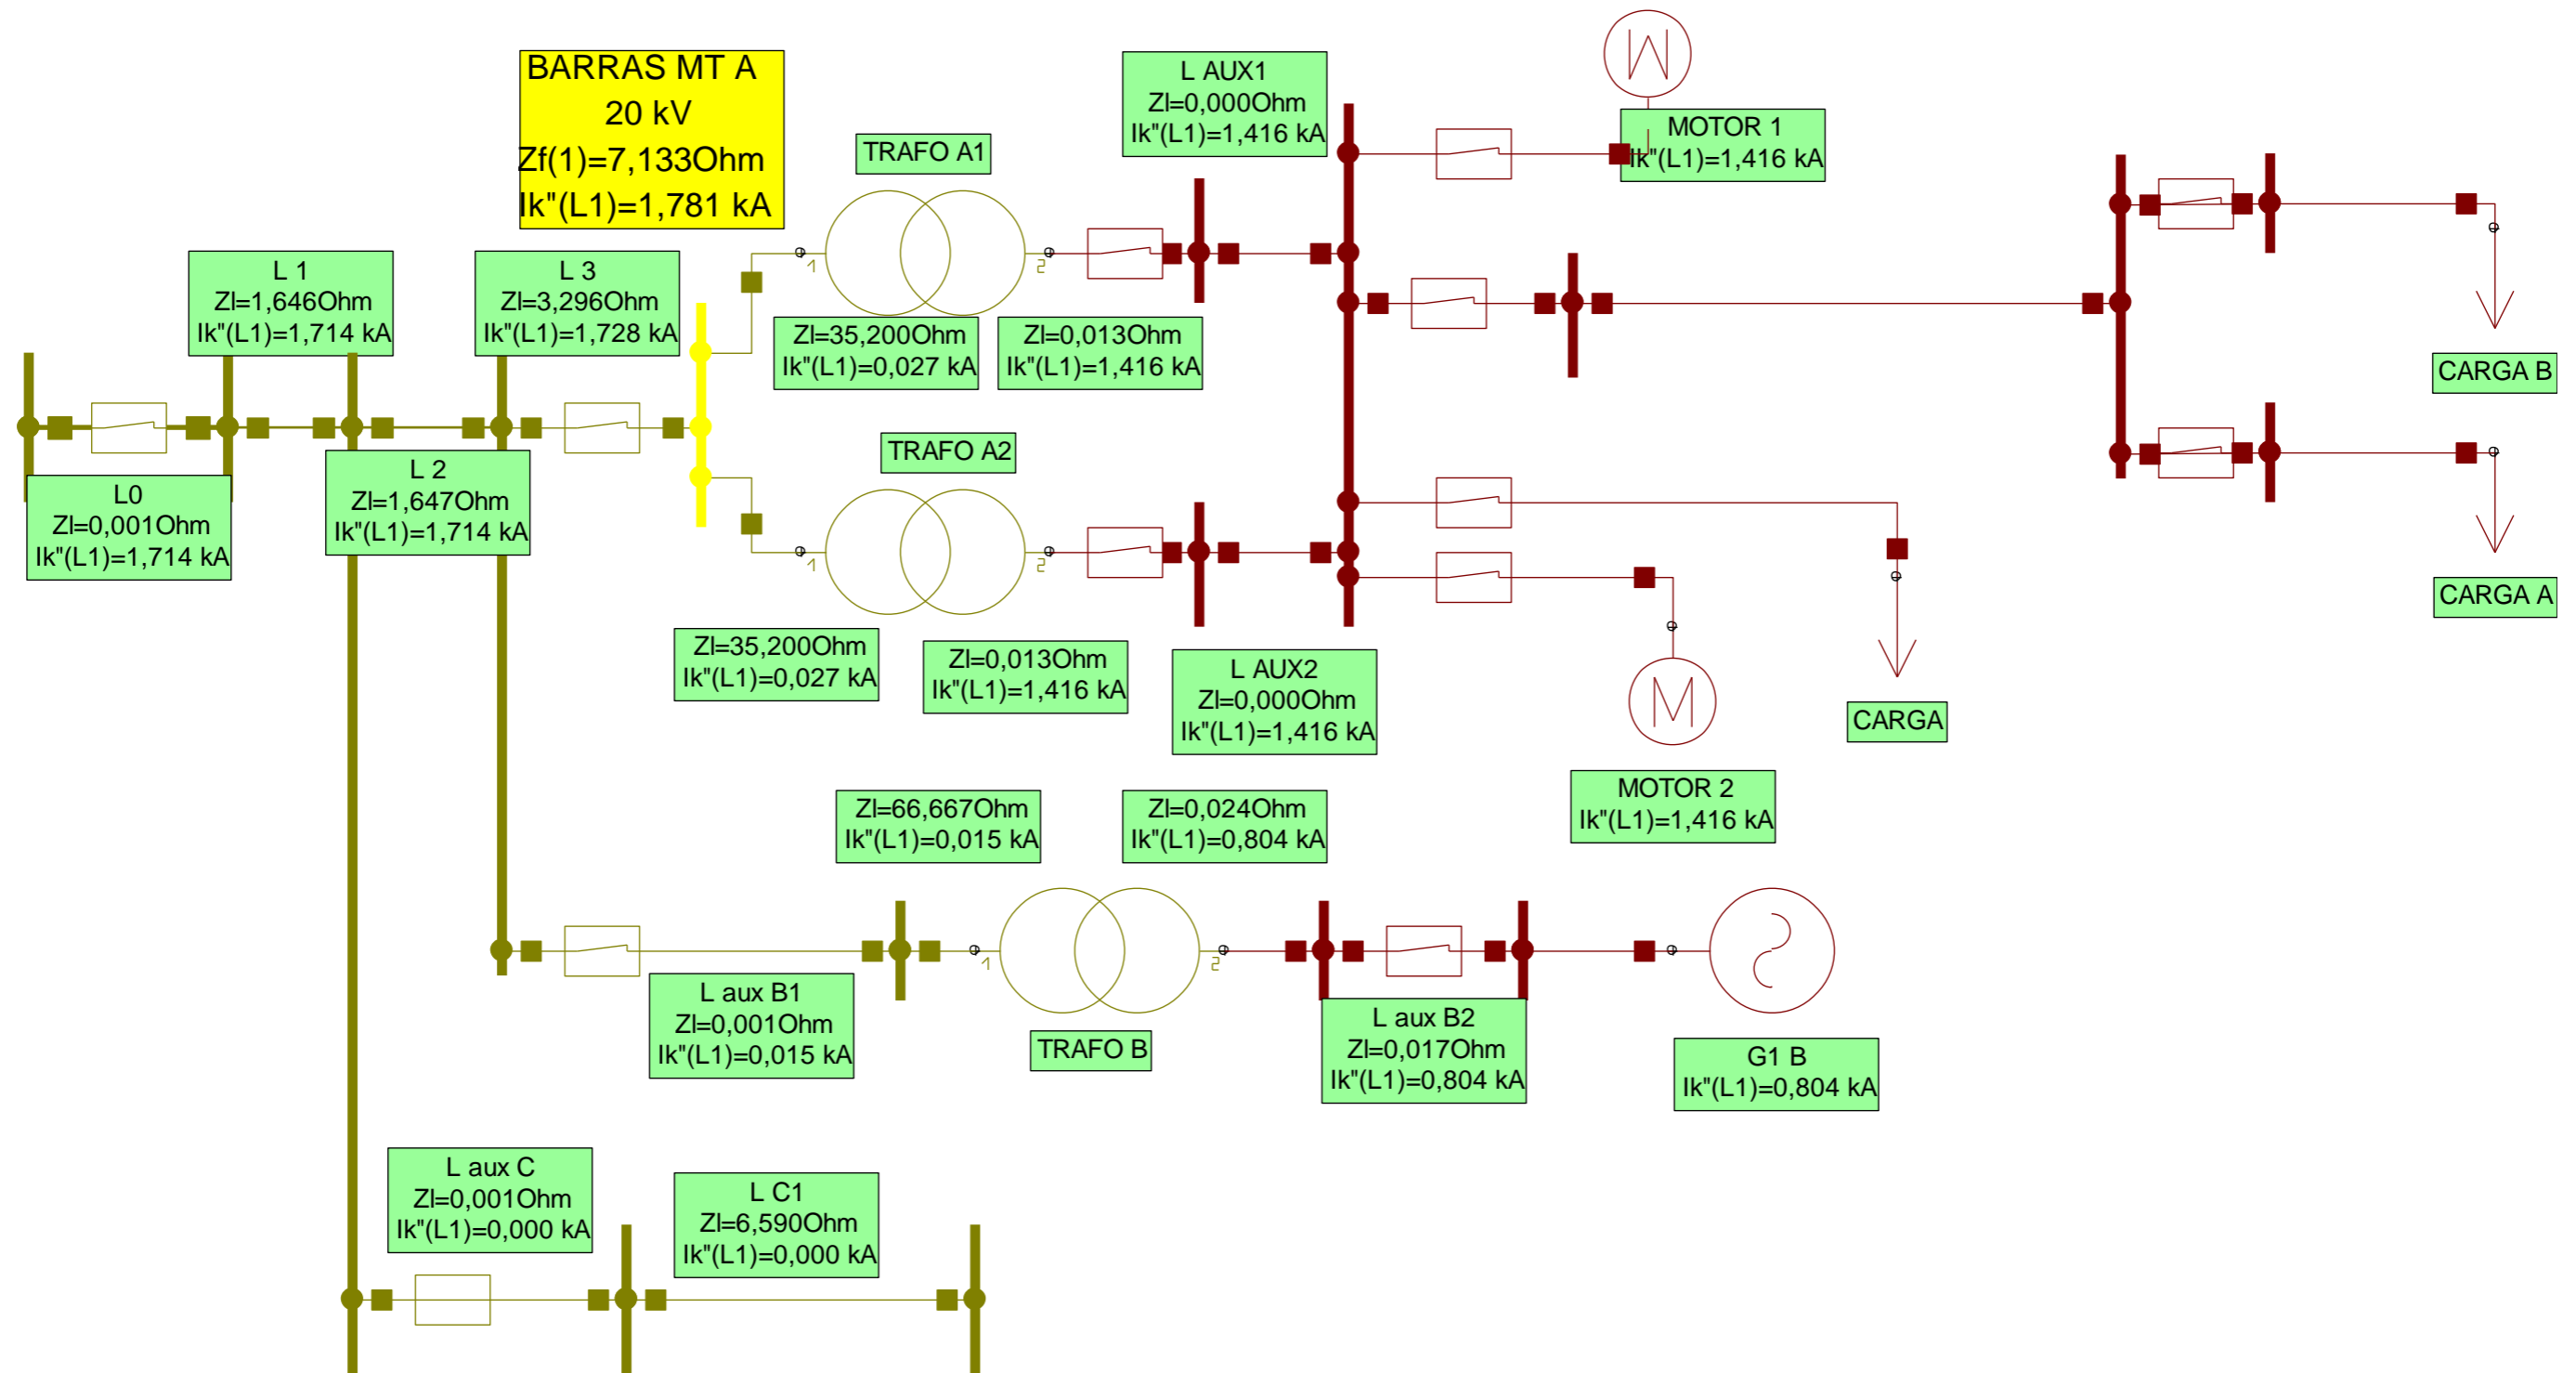 BARRAS MT A
20 kV
Zf(1)=7,133Ohm
Ik"(L1)=1,781 kA
L AUX1
Zl=0,000Ohm
Ik"(L1)=1,416 kA
M
MOTOR 1
Ik"(L1)=1,416 kA
TRAFO A1
L 1
Zl=1,646Ohm
Ik"(L1)=1,714 kA
L 3
Zl=3,296Ohm
Ik"(L1)=1,728 kA
1
2
Zl=35,200Ohm
Ik"(L1)=0,027 kA
Zl=0,013Ohm
Ik"(L1)=1,416 kA
CARGA B
L0
Zl=0,001Ohm
Ik"(L1)=1,714 kA
L 2
Zl=1,647Ohm
Ik"(L1)=1,714 kA
TRAFO A2
1
2
CARGA A
Zl=35,200Ohm
Ik"(L1)=0,027 kA
Zl=0,013Ohm
Ik"(L1)=1,416 kA
L AUX2
Zl=0,000Ohm
Ik"(L1)=1,416 kA
M
CARGA
MOTOR 2
Ik"(L1)=1,416 kA
Zl=66,667Ohm
Ik"(L1)=0,015 kA
Zl=0,024Ohm
Ik"(L1)=0,804 kA
1
2
L aux B1
Zl=0,001Ohm
Ik"(L1)=0,015 kA
TRAFO B
L aux B2
Zl=0,017Ohm
Ik"(L1)=0,804 kA
G1 B
Ik"(L1)=0,804 kA
L aux C
Zl=0,001Ohm
Ik"(L1)=0,000 kA
L C1
Zl=6,590Ohm
Ik"(L1)=0,000 kA